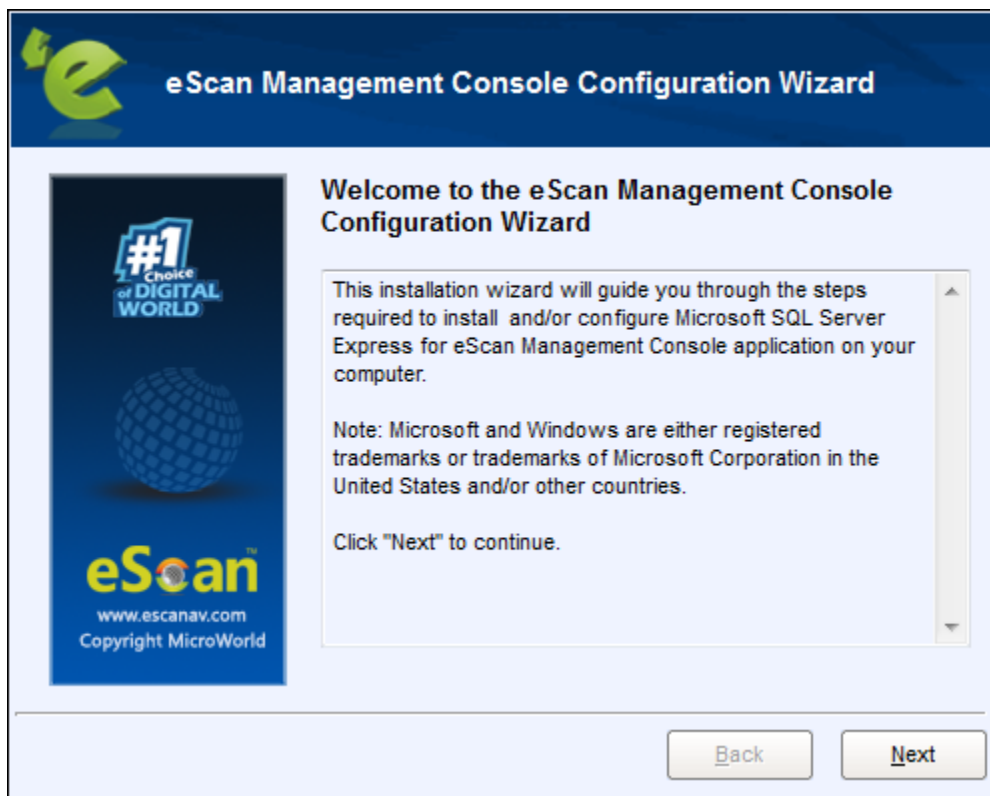 eScan Management Console Configuration Wizard
#1
Choice
of DIGITAL
WORLD
eScan™
www.escanav.com
Copyright MicroWorld
Welcome to the eScan Management Console
Configuration Wizard
This installation wizard will guide you through the steps
required to install  and/or configure Microsoft SQL Server
Express for eScan Management Console application on your
computer.
Note: Microsoft and Windows are either registered
trademarks or trademarks of Microsoft Corporation in the
United States and/or other countries.
Click "Next" to continue.
Back
Next